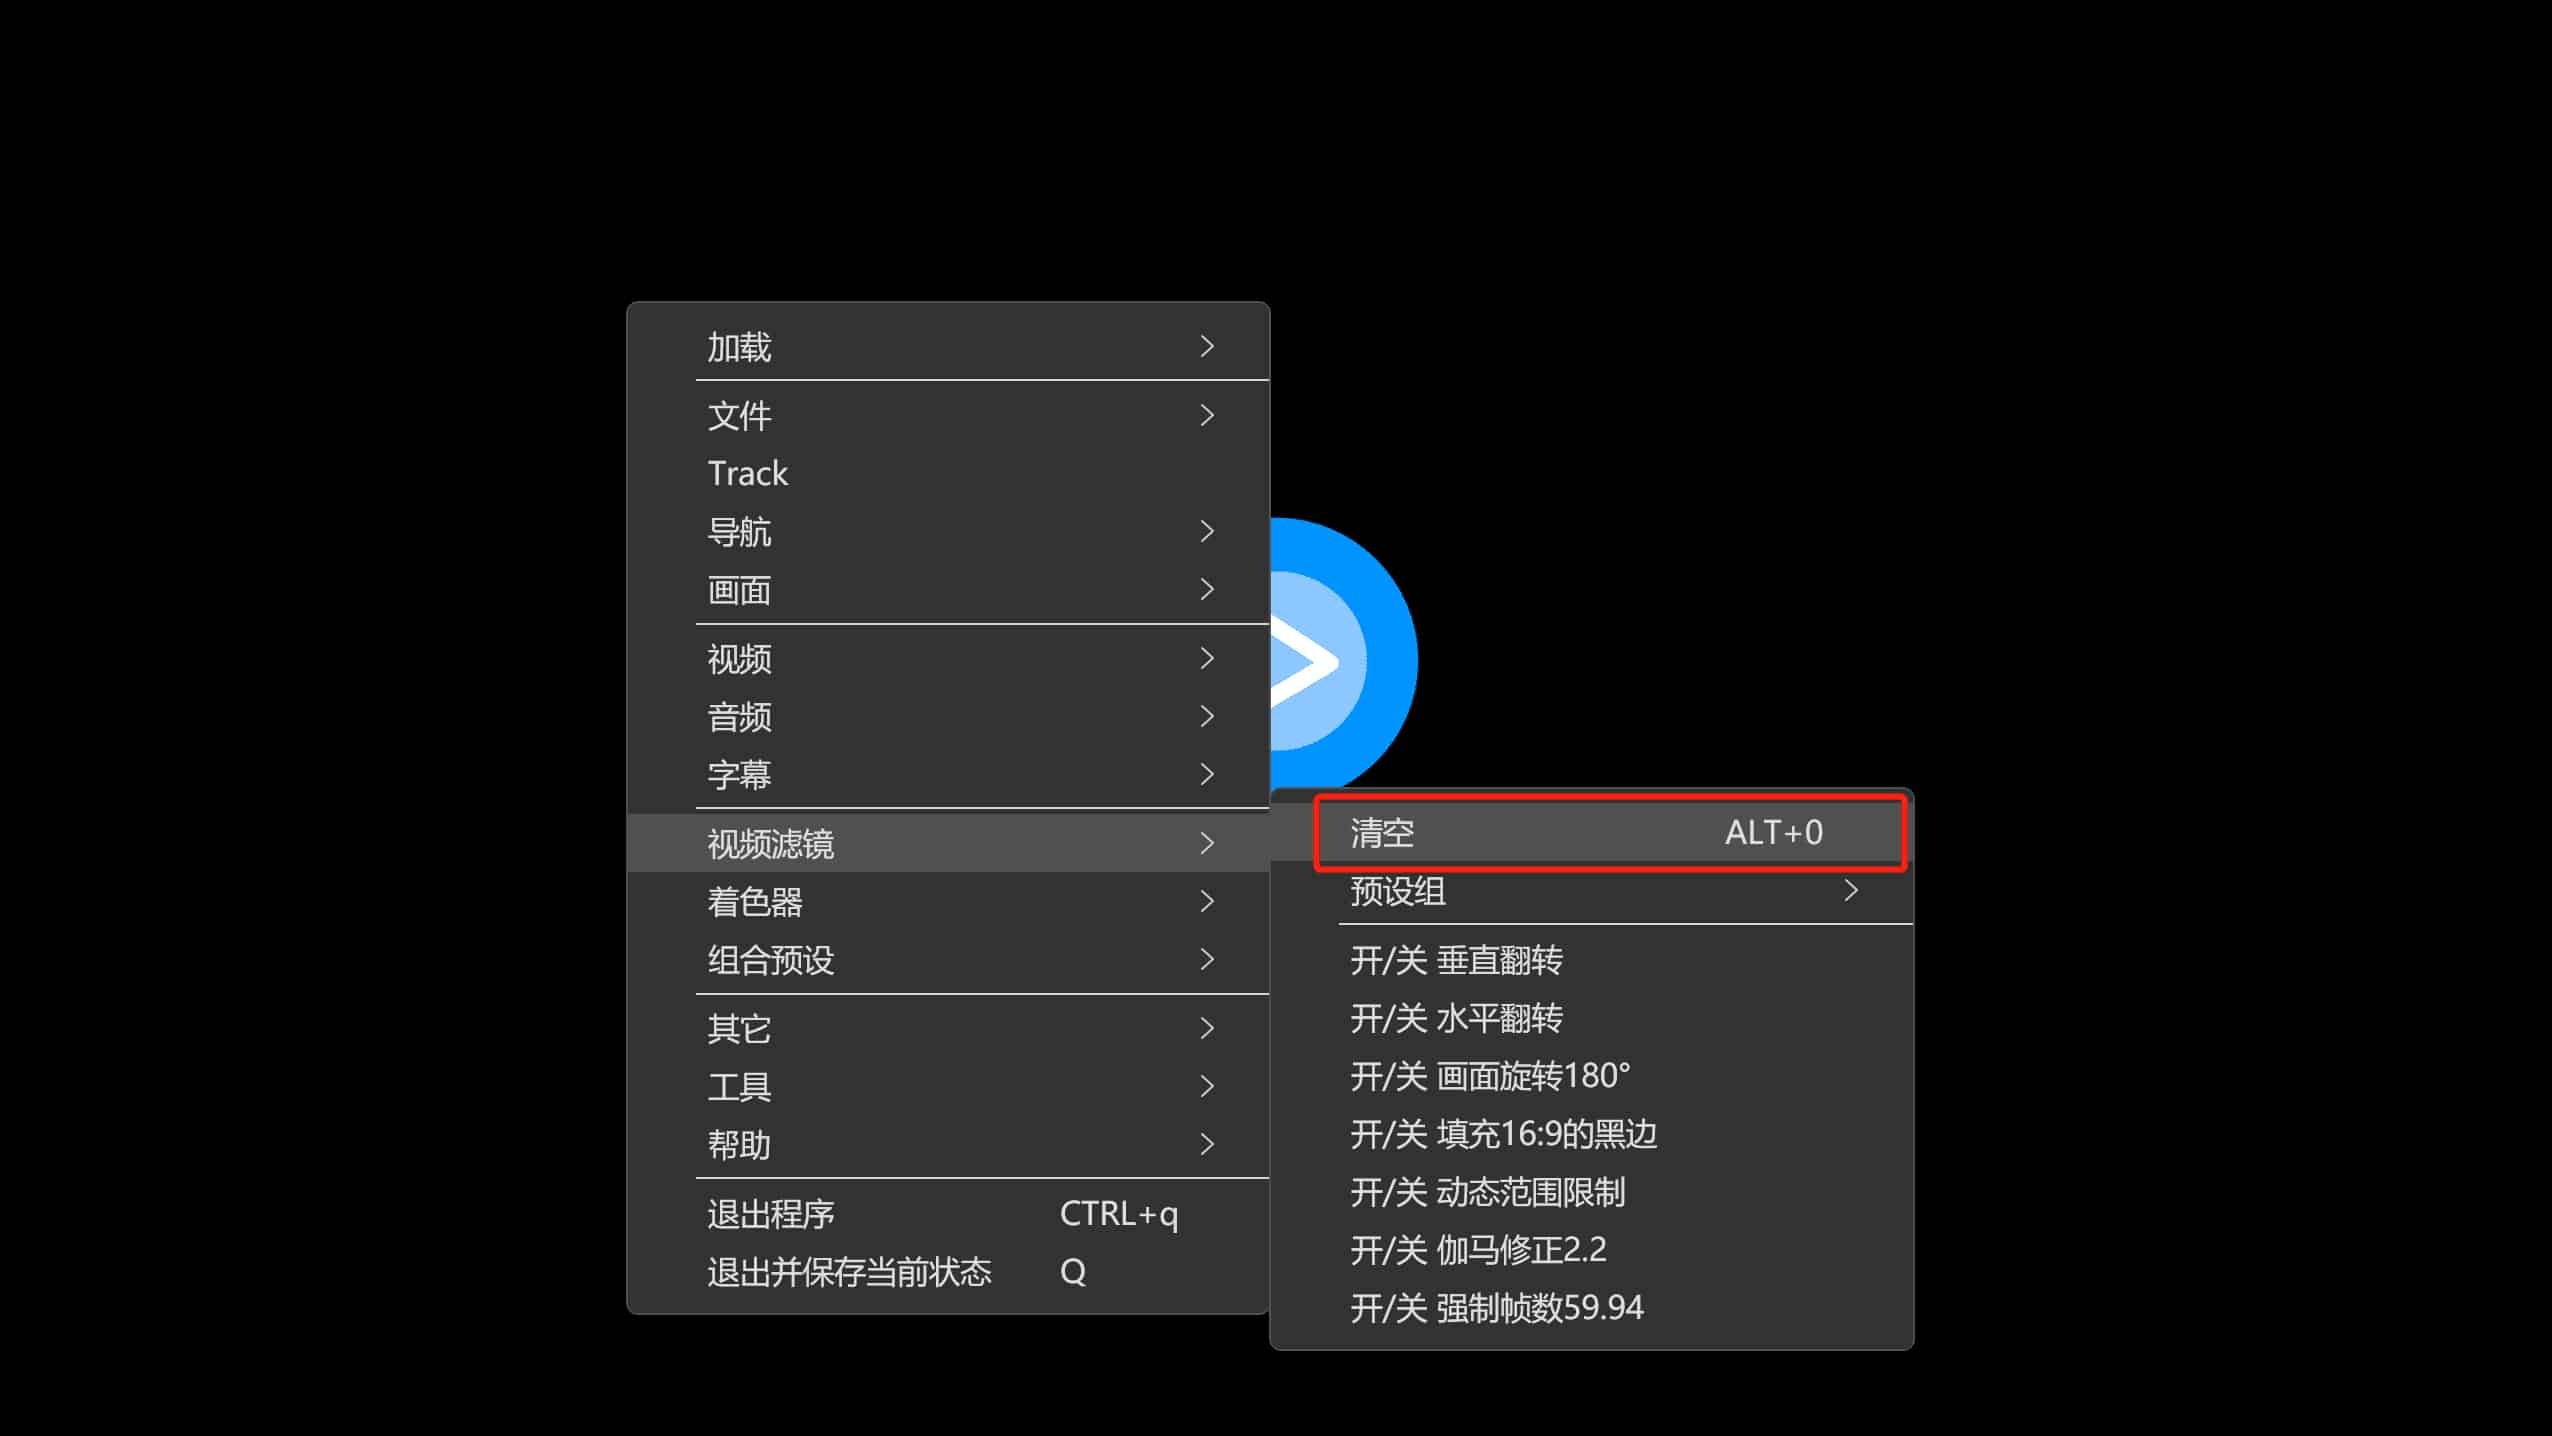 加载
文件
Track
导航
画面
视频
音频
字幕
视频滤镜
着色器
组合预设
其它
工具
帮助
退出程序 CTRL+q
退出并保存当前状态 Q
清空 ALT+0
预设组
开/关 垂直翻转
开/关 水平翻转
开/关 画面旋转180°
开/关 填充16:9的黑边
开/关 动态范围限制
开/关 伽马修正2.2
开/关 强制帧数59.94